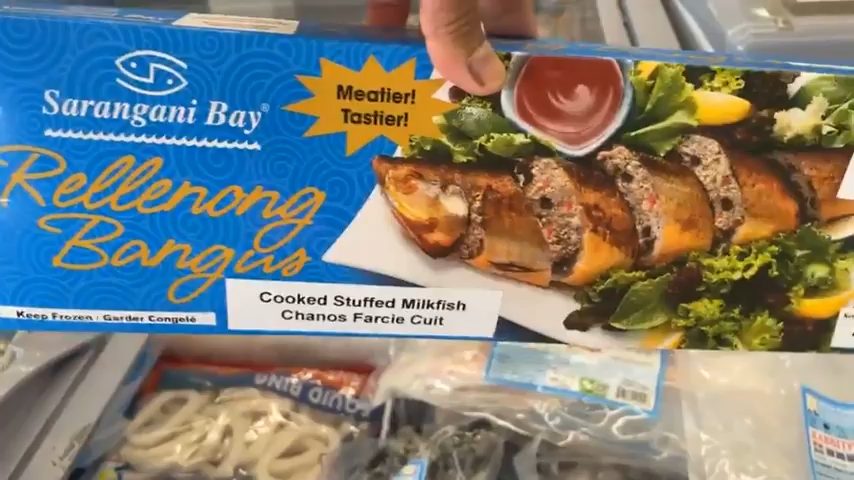 Sarangani Bay®
Meatier!
Tastier!
Rellenong
Bangus
Cooked Stuffed Milkfish
Chanos Farcie Cuit
Keep Frozen / Garder Congelé
SQUID RING